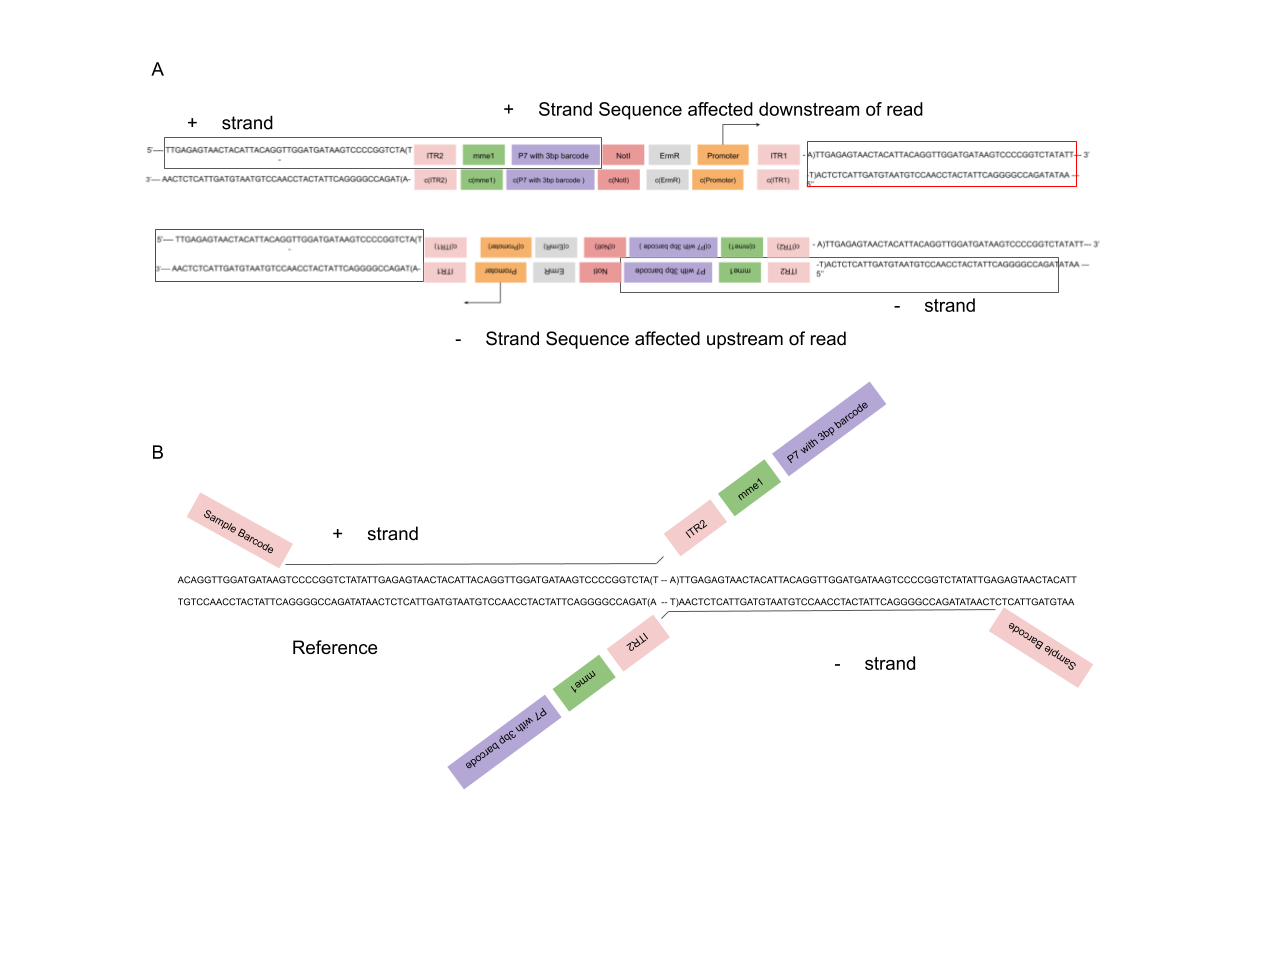 A
+ Strand Sequence affected downstream of read
+ strand
5'---TTGAGAGTAACTACATTACAGGTTGGATGATAAGTCCCCGGTCTA(T ITR2 mme1 P7 with 3bp barcode NotI ErmR Promoter ITR1 - A)TTGAGAGTAACTACATTACAGGTTGGATGATAAGTCCCCGGTCTATATT--- 3'
-
3'--- AACTCTCATTGATGTAATGTCCAACCTACTATTCAGGGGCCAGAT(A- c(ITR2) c(mme1) c(P7 with 3bp barcode ) c(NotI) c(ErmR) c(Promoter) c(ITR1) -T)ACTCTCATTGATGTAATGTCCAACCTACTATTCAGGGGCCAGATATAA ---
5''
5'--- TTGAGAGTAACTACATTACAGGTTGGATGATAAGTCCCCGGTCTA(T c(ITR1) c(Promoter) c(ErmR) c(NotI) c(P7 with 3bp barcode ) c(mme1) c(ITR2) - A)TTGAGAGTAACTACATTACAGGTTGGATGATAAGTCCCCGGTCTATATT--- 3'
-
3'--- AACTCTCATTGATGTAATGTCCAACCTACTATTCAGGGGCCAGAT(A- ITR1 Promoter ErmR NotI P7 with 3bp barcode mme1 ITR2 -T)ACTCTCATTGATGTAATGTCCAACCTACTATTCAGGGGCCAGATATAA ---
5''
- strand
- Strand Sequence affected upstream of read
B
P7 with 3bp barcode
mme1
ITR2
Sample Barcode
+ strand
ACAGGTTGGATGATAAGTCCCCGGTCTATATTGAGAGTAACTACATTACAGGTTGGATGATAAGTCCCCGGTCTA(T -- A)TTGAGAGTAACTACATTACAGGTTGGATGATAAGTCCCCGGTCTATATTGAGAGTAACTACATT
TGTCCAACCTACTATTCAGGGGCCAGATATAACTCTCATTGATGTAATGTCCAACCTACTATTCAGGGGCCAGAT(A -- T)AACTCTCATTGATGTAATGTCCAACCTACTATTCAGGGGCCAGATATAACTCTCATTGATGTAA
Reference
ITR2
mme1
P7 with 3bp barcode
- strand
Sample Barcode